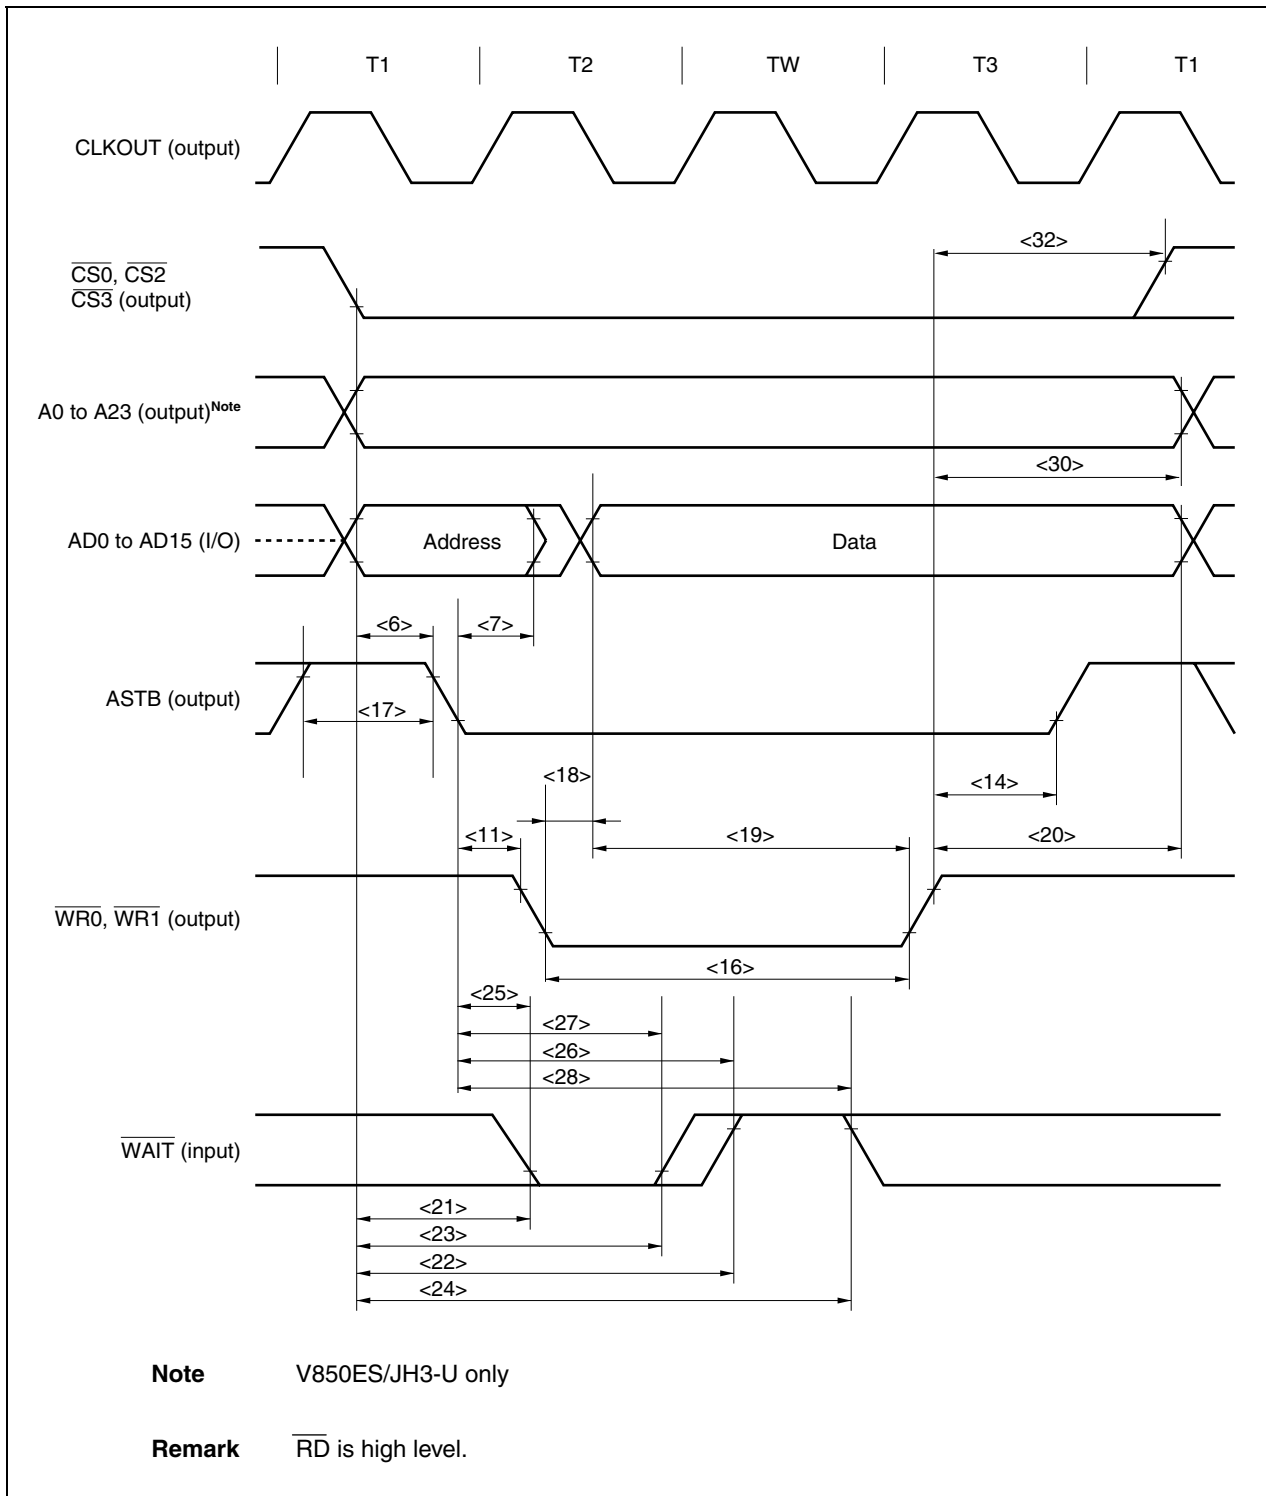 T1 T2 TW T3 T1
CLKOUT (output)
<32>
CS0, CS2
CS3 (output)
A0 to A23 (output)Note
<30>
AD0 to AD15 (I/O)
Address
Data
<6>
<7>
ASTB (output)
<17>
<18>
<14>
<11>
<19>
<20>
WR0, WR1 (output)
<16>
<25>
<27>
<26>
<28>
WAIT (input)
<21>
<23>
<22>
<24>
Note V850ES/JH3-U only
Remark RD is high level.